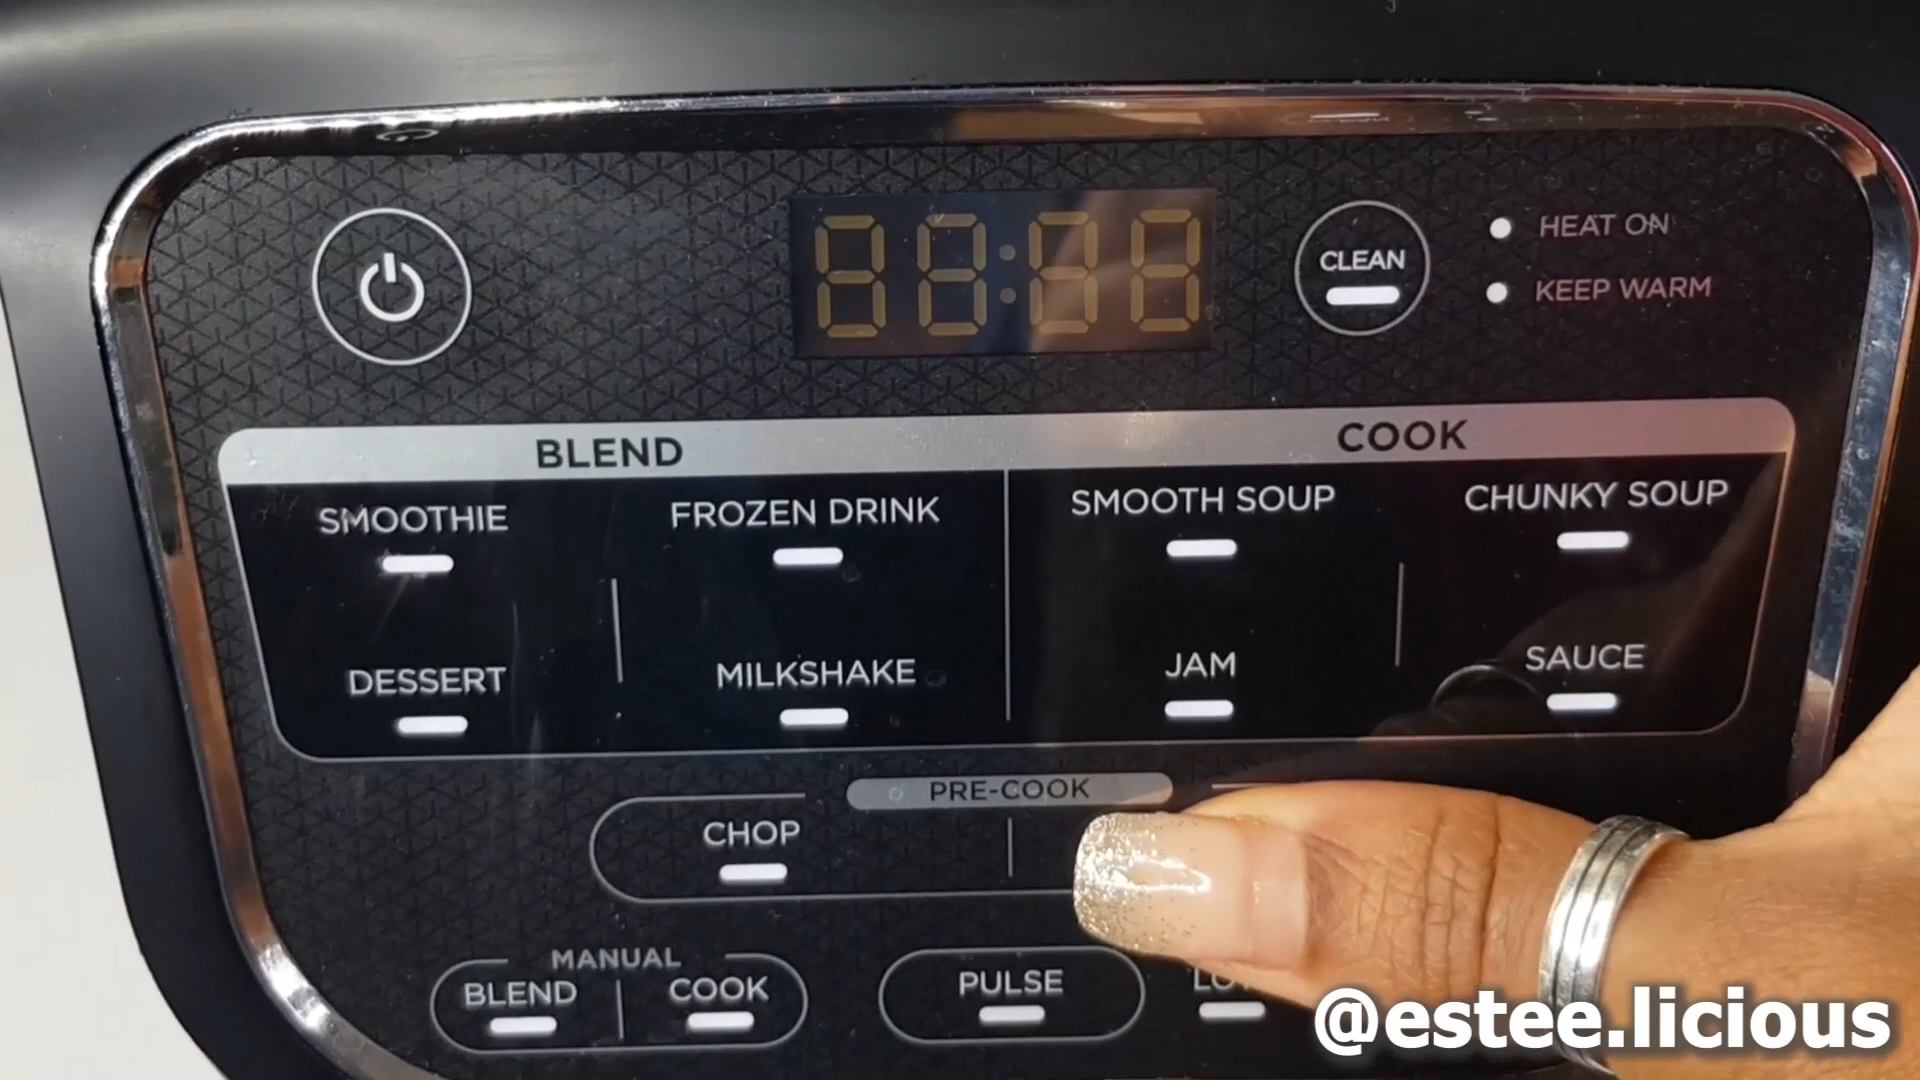 88:88
CLEAN
HEAT ON
KEEP WARM
BLEND
COOK
SMOOTHIE
FROZEN DRINK
SMOOTH SOUP
CHUNKY SOUP
DESSERT
MILKSHAKE
JAM
SAUCE
PRE-COOK
CHOP
MANUAL
BLEND
COOK
PULSE
@estee.licious